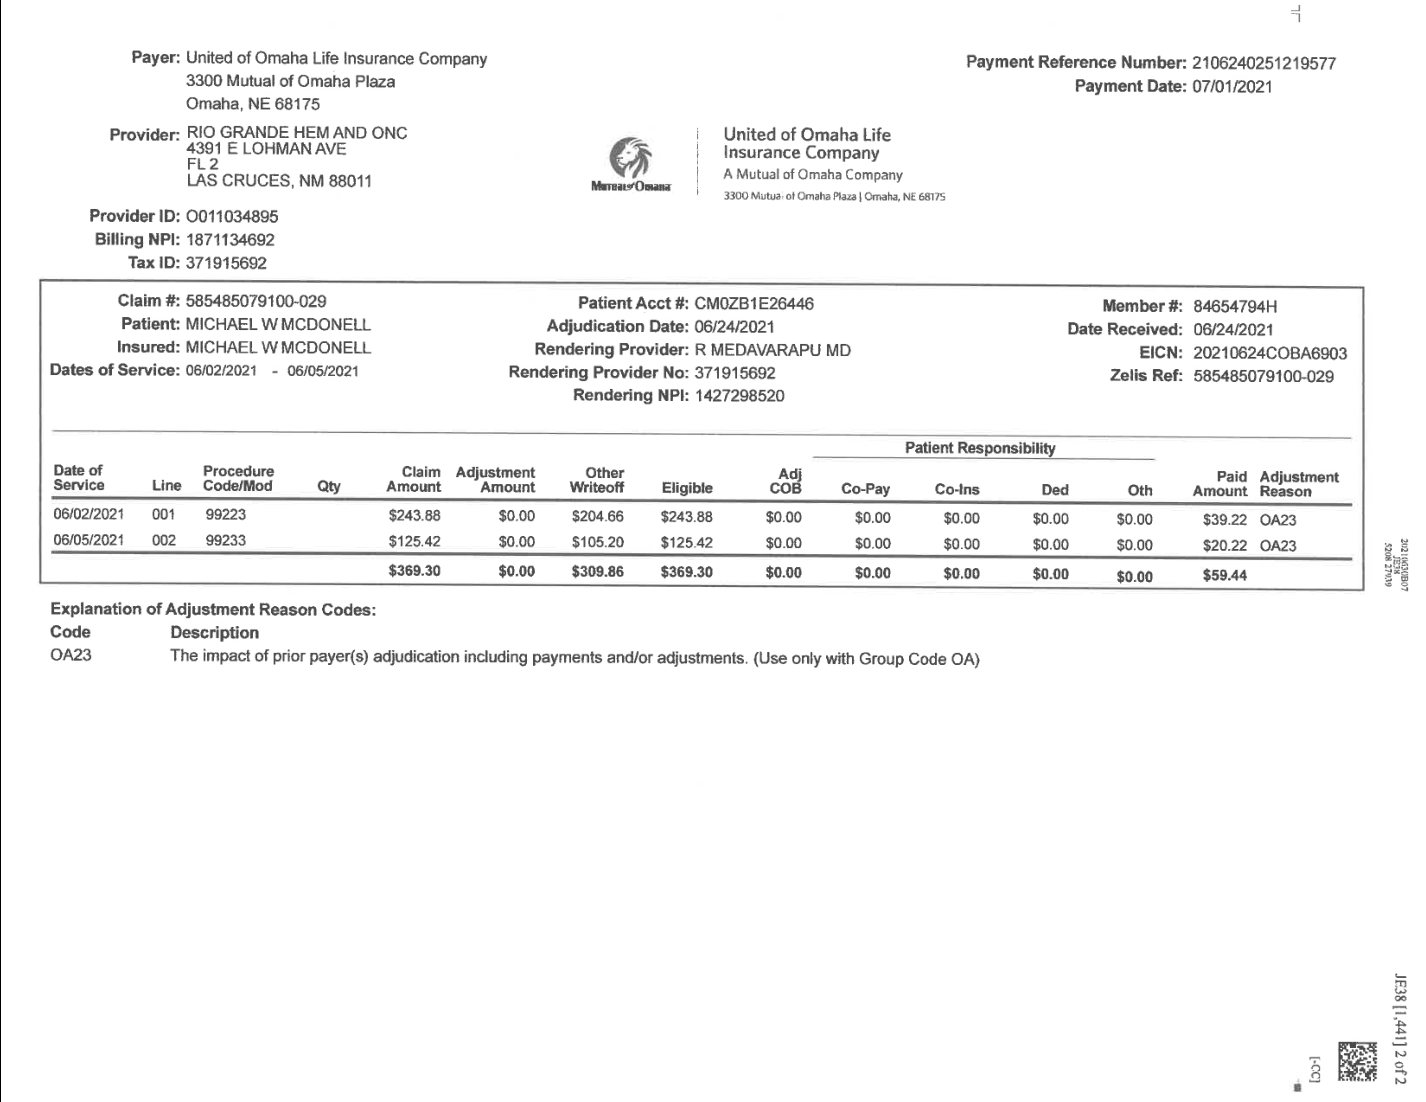 Payer: United of Omaha Life Insurance Company
3300 Mutual of Omaha Plaza
Omaha, NE 68175
Payment Reference Number: 2106240251219577
Payment Date: 07/01/2021
Provider: RIO GRANDE HEM AND ONC
4391 E LOHMAN AVE
FL 2
LAS CRUCES, NM 88011
Mutual of Omaha
United of Omaha Life
Insurance Company
A Mutual of Omaha Company
3300 Mutual of Omaha Plaza | Omaha, NE 68175
Provider ID: O011034895
Billing NPI: 1871134692
Tax ID: 371915692
Claim #: 585485079100-029
Patient: MICHAEL W MCDONELL
Insured: MICHAEL W MCDONELL
Dates of Service: 06/02/2021 - 06/05/2021
Patient Acct #: CM0ZB1E26446
Adjudication Date: 06/24/2021
Rendering Provider: R MEDAVARAPU MD
Rendering Provider No: 371915692
Rendering NPI: 1427298520
Member #: 84654794H
Date Received: 06/24/2021
EICN: 20210624COBA6903
Zelis Ref: 585485079100-029
Patient Responsibility
Date of Service Line Procedure Code/Mod Qty Claim Amount Adjustment Amount Other Writeoff Eligible Adj COB Co-Pay Co-Ins Ded Oth Paid Amount Adjustment Reason
06/02/2021 001 99223 $243.88 $0.00 $204.66 $243.88 $0.00 $0.00 $0.00 $0.00 $0.00 $39.22 OA23
06/05/2021 002 99233 $125.42 $0.00 $105.20 $125.42 $0.00 $0.00 $0.00 $0.00 $0.00 $20.22 OA23
$369.30 $0.00 $309.86 $369.30 $0.00 $0.00 $0.00 $0.00 $0.00 $59.44
Explanation of Adjustment Reason Codes:
Code Description
OA23 The impact of prior payer(s) adjudication including payments and/or adjustments. (Use only with Group Code OA)
20210630B07
JE38
5208 27939
JE38 [1,441] 2 of 2
[-CC]